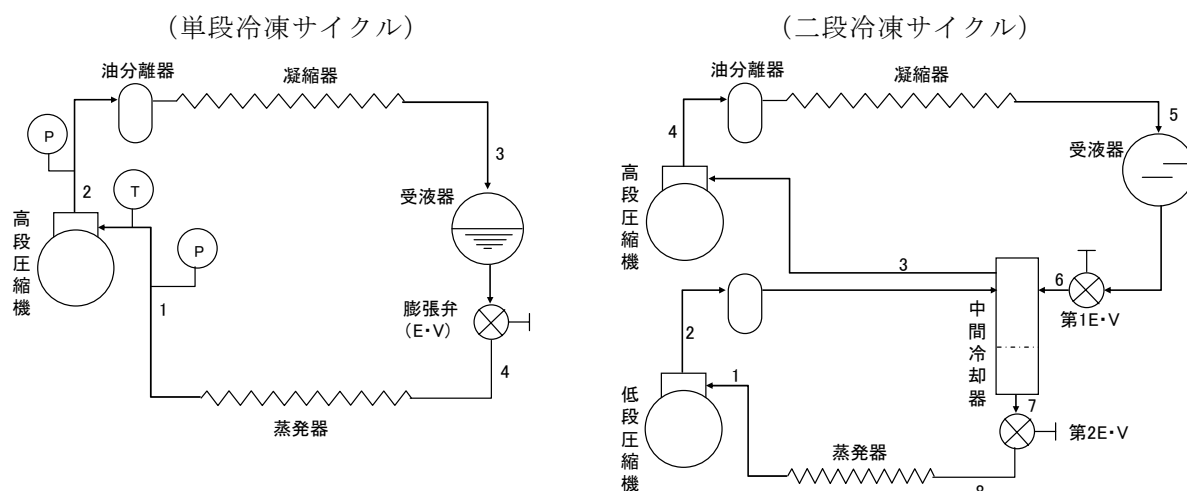 (単段冷凍サイクル)
油分離器
凝縮器
P
2
T
3
受液器
高段圧縮機
P
1
膨張弁
(E・V)
4
蒸発器
(二段冷凍サイクル)
油分離器
凝縮器
4
5
受液器
高段圧縮機
3
6
第1E・V
中間冷却器
2
1
低段圧縮機
7
第2E・V
蒸発器
8